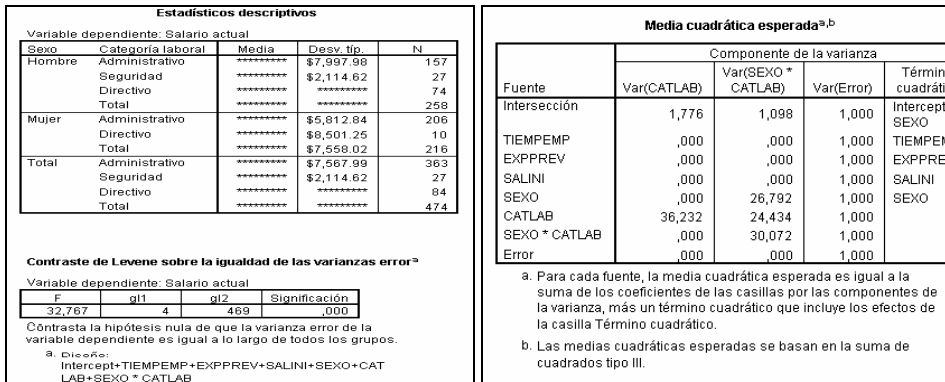 Estadísticos descriptivos
Variable dependiente: Salario actual
Sexo Categoría laboral Media Desv. típ. N
Hombre Administrativo ********* $7,997.98 157
Seguridad ********* $2,114.62 27
Directivo ********* ********* 74
Total ********* ********* 258
Mujer Administrativo ********* $5,812.84 206
Directivo ********* $8,501.25 10
Total ********* $7,558.02 216
Total Administrativo ********* $7,567.99 363
Seguridad ********* $2,114.62 27
Directivo ********* ********* 84
Total ********* ********* 474
Contraste de Levene sobre la igualdad de las varianzas error a
Variable dependiente: Salario actual
F gl1 gl2 Significación
32,767 4 469 ,000
Contrasta la hipótesis nula de que la varianza error de la
variable dependiente es igual a lo largo de todos los grupos.
a. Diseño:
Intercept+TIEMPEMP+EXPPREV+SALINI+SEXO+CAT
LAB+SEXO * CATLAB
Media cuadrática esperada a,b
Componente de la varianza
Fuente Var(CATLAB) Var(SEXO * CATLAB) Var(Error) Términ cuadráti
Intersección 1,776 1,098 1,000 Intercept SEXO
TIEMPEMP ,000 ,000 1,000 TIEMPEM
EXPPREV ,000 ,000 1,000 EXPPRE
SALINI ,000 ,000 1,000 SALINI
SEXO ,000 26,792 1,000 SEXO
CATLAB 36,232 24,434 1,000
SEXO * CATLAB ,000 30,072 1,000
Error ,000 ,000 1,000
a. Para cada fuente, la media cuadrática esperada es igual a la
suma de los coeficientes de las casillas por las componentes de
la varianza, más un término cuadrático que incluye los efectos de
la casilla Término cuadrático.
b. Las medias cuadráticas esperadas se basan en la suma de
cuadrados tipo III.